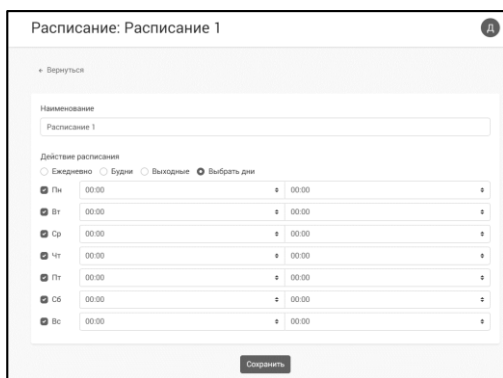 Расписание: Расписание 1
Д
← Вернуться
Наименование
Расписание 1
Действие расписания
Ежедневно Будни Выходные Выбрать дни
Пн 00:00 00:00
Вт 00:00 00:00
Ср 00:00 00:00
Чт 00:00 00:00
Пт 00:00 00:00
Сб 00:00 00:00
Вс 00:00 00:00
Сохранить